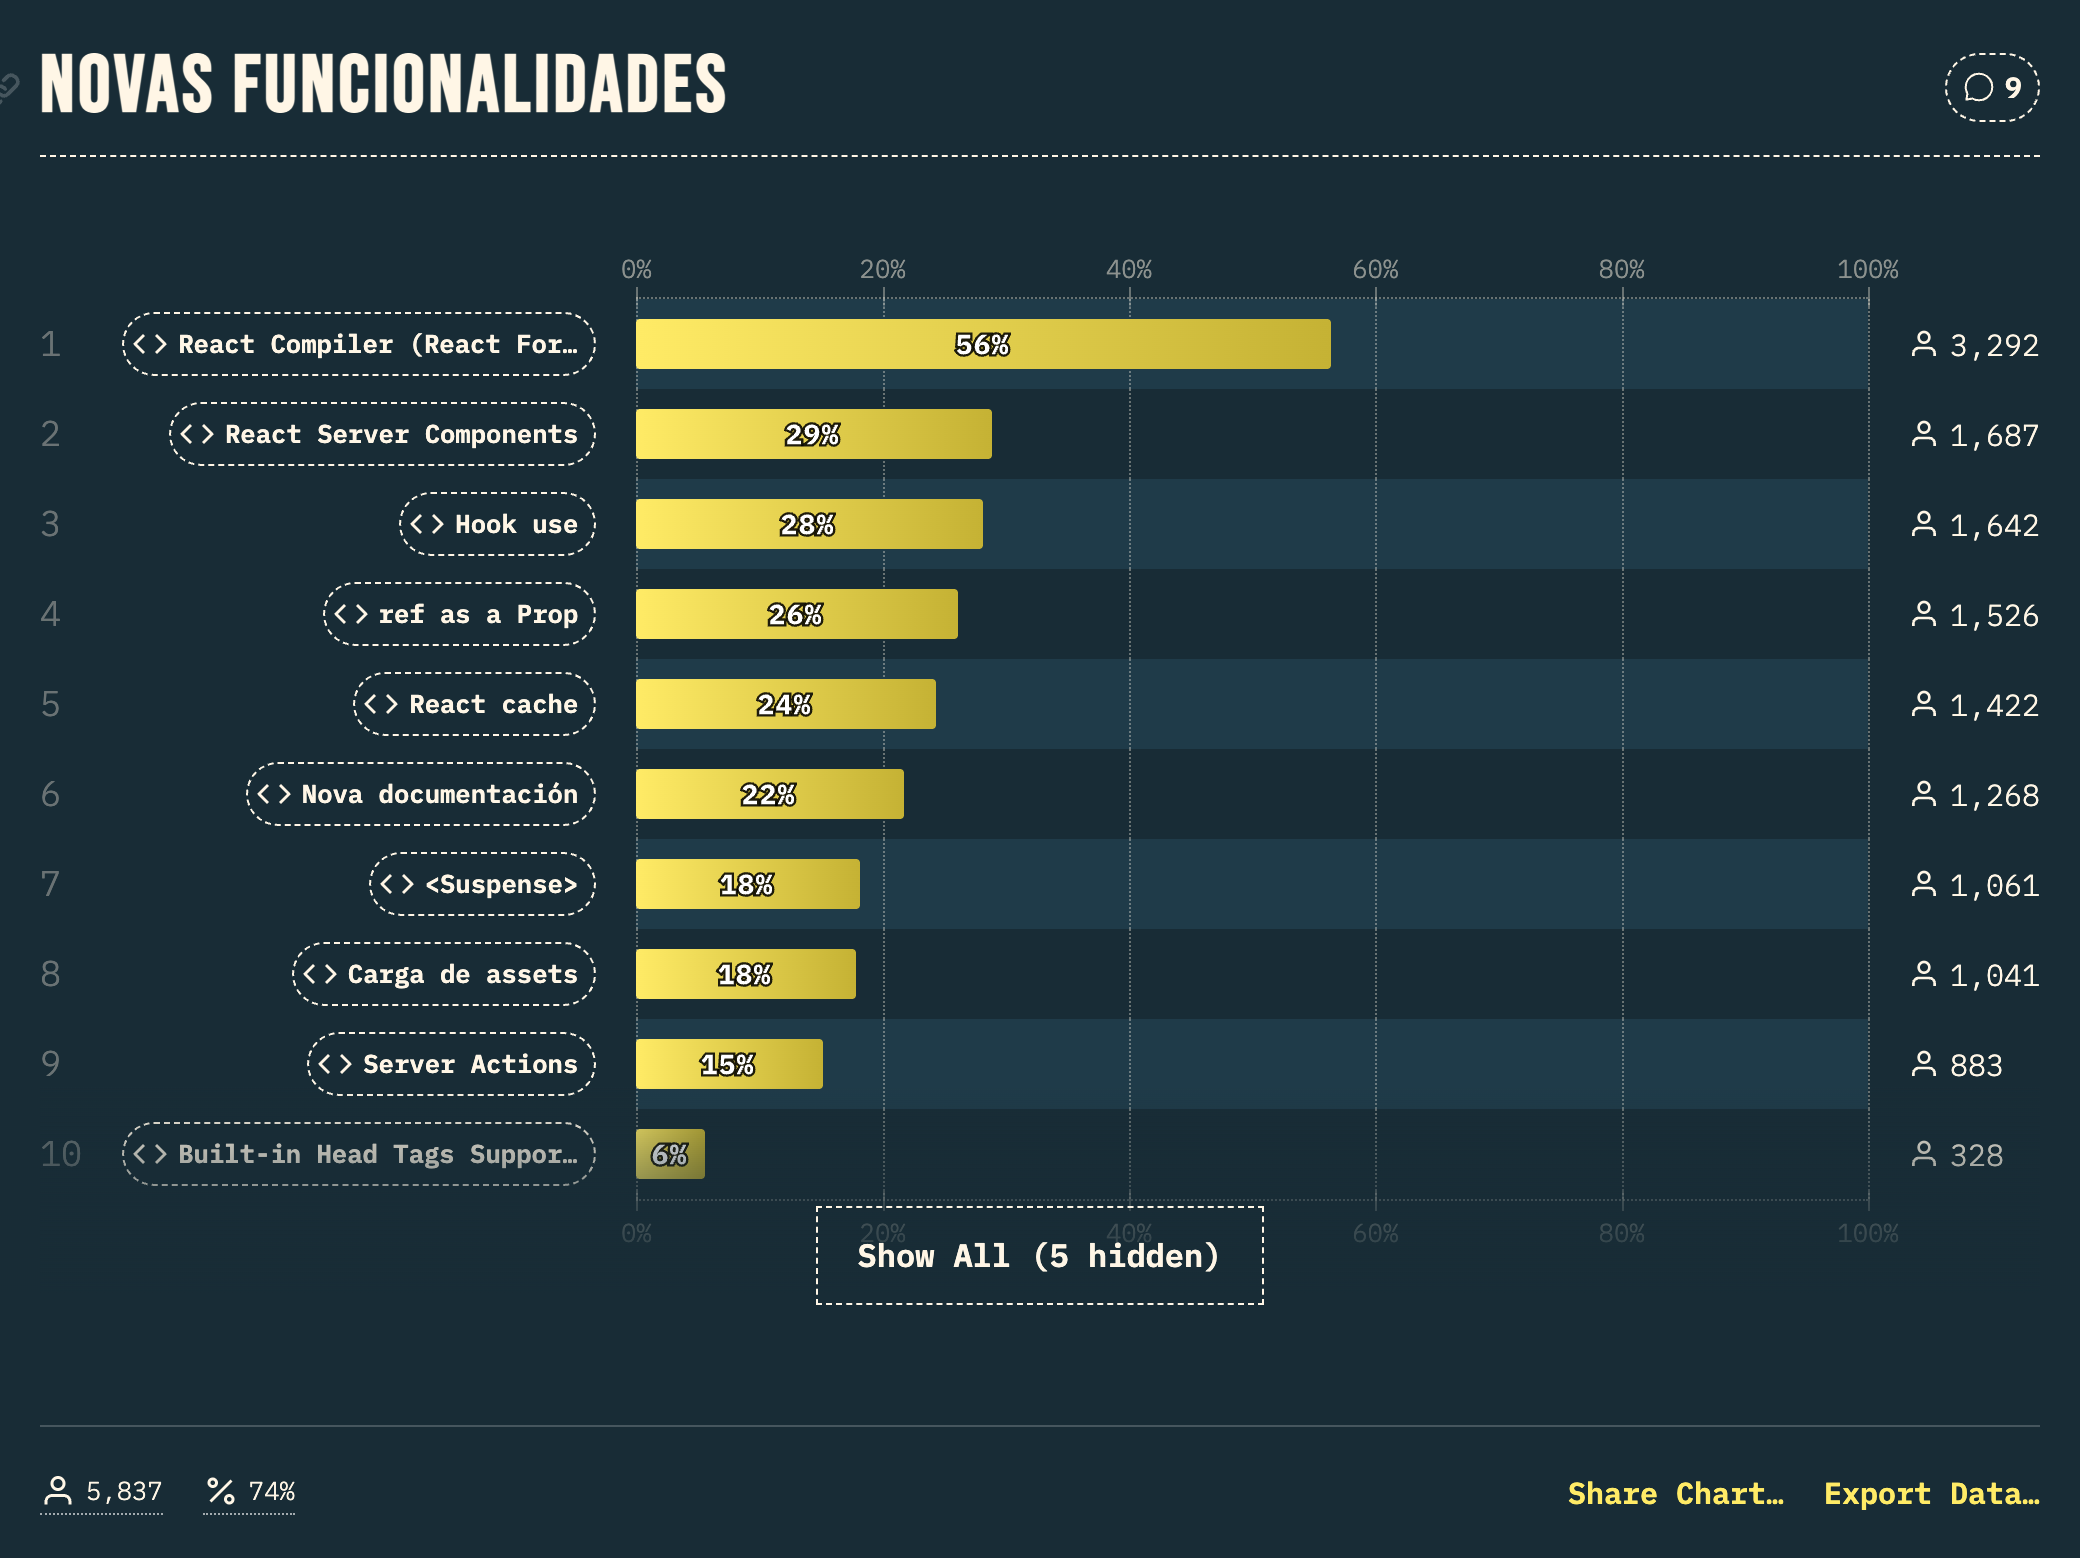 NOVAS FUNCIONALIDADES
9
0% 20% 40% 60% 80% 100%
1 React Compiler (React For… 56% 3,292
2 React Server Components 29% 1,687
3 Hook use 28% 1,642
4 ref as a Prop 26% 1,526
5 React cache 24% 1,422
6 Nova documentación 22% 1,268
7 <Suspense> 18% 1,061
8 Carga de assets 18% 1,041
9 Server Actions 15% 883
10 Built-in Head Tags Suppor… 6% 328
0% 20% 40% 60% 80% 100%
Show All (5 hidden)
5,837 74% Share Chart… Export Data…